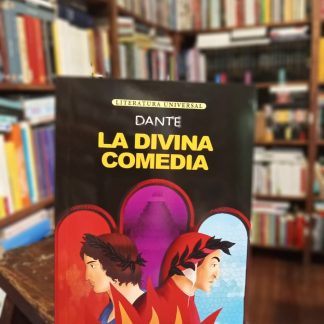 LITERATURA UNIVERSAL
DANTE
LA DIVINA
COMEDIA